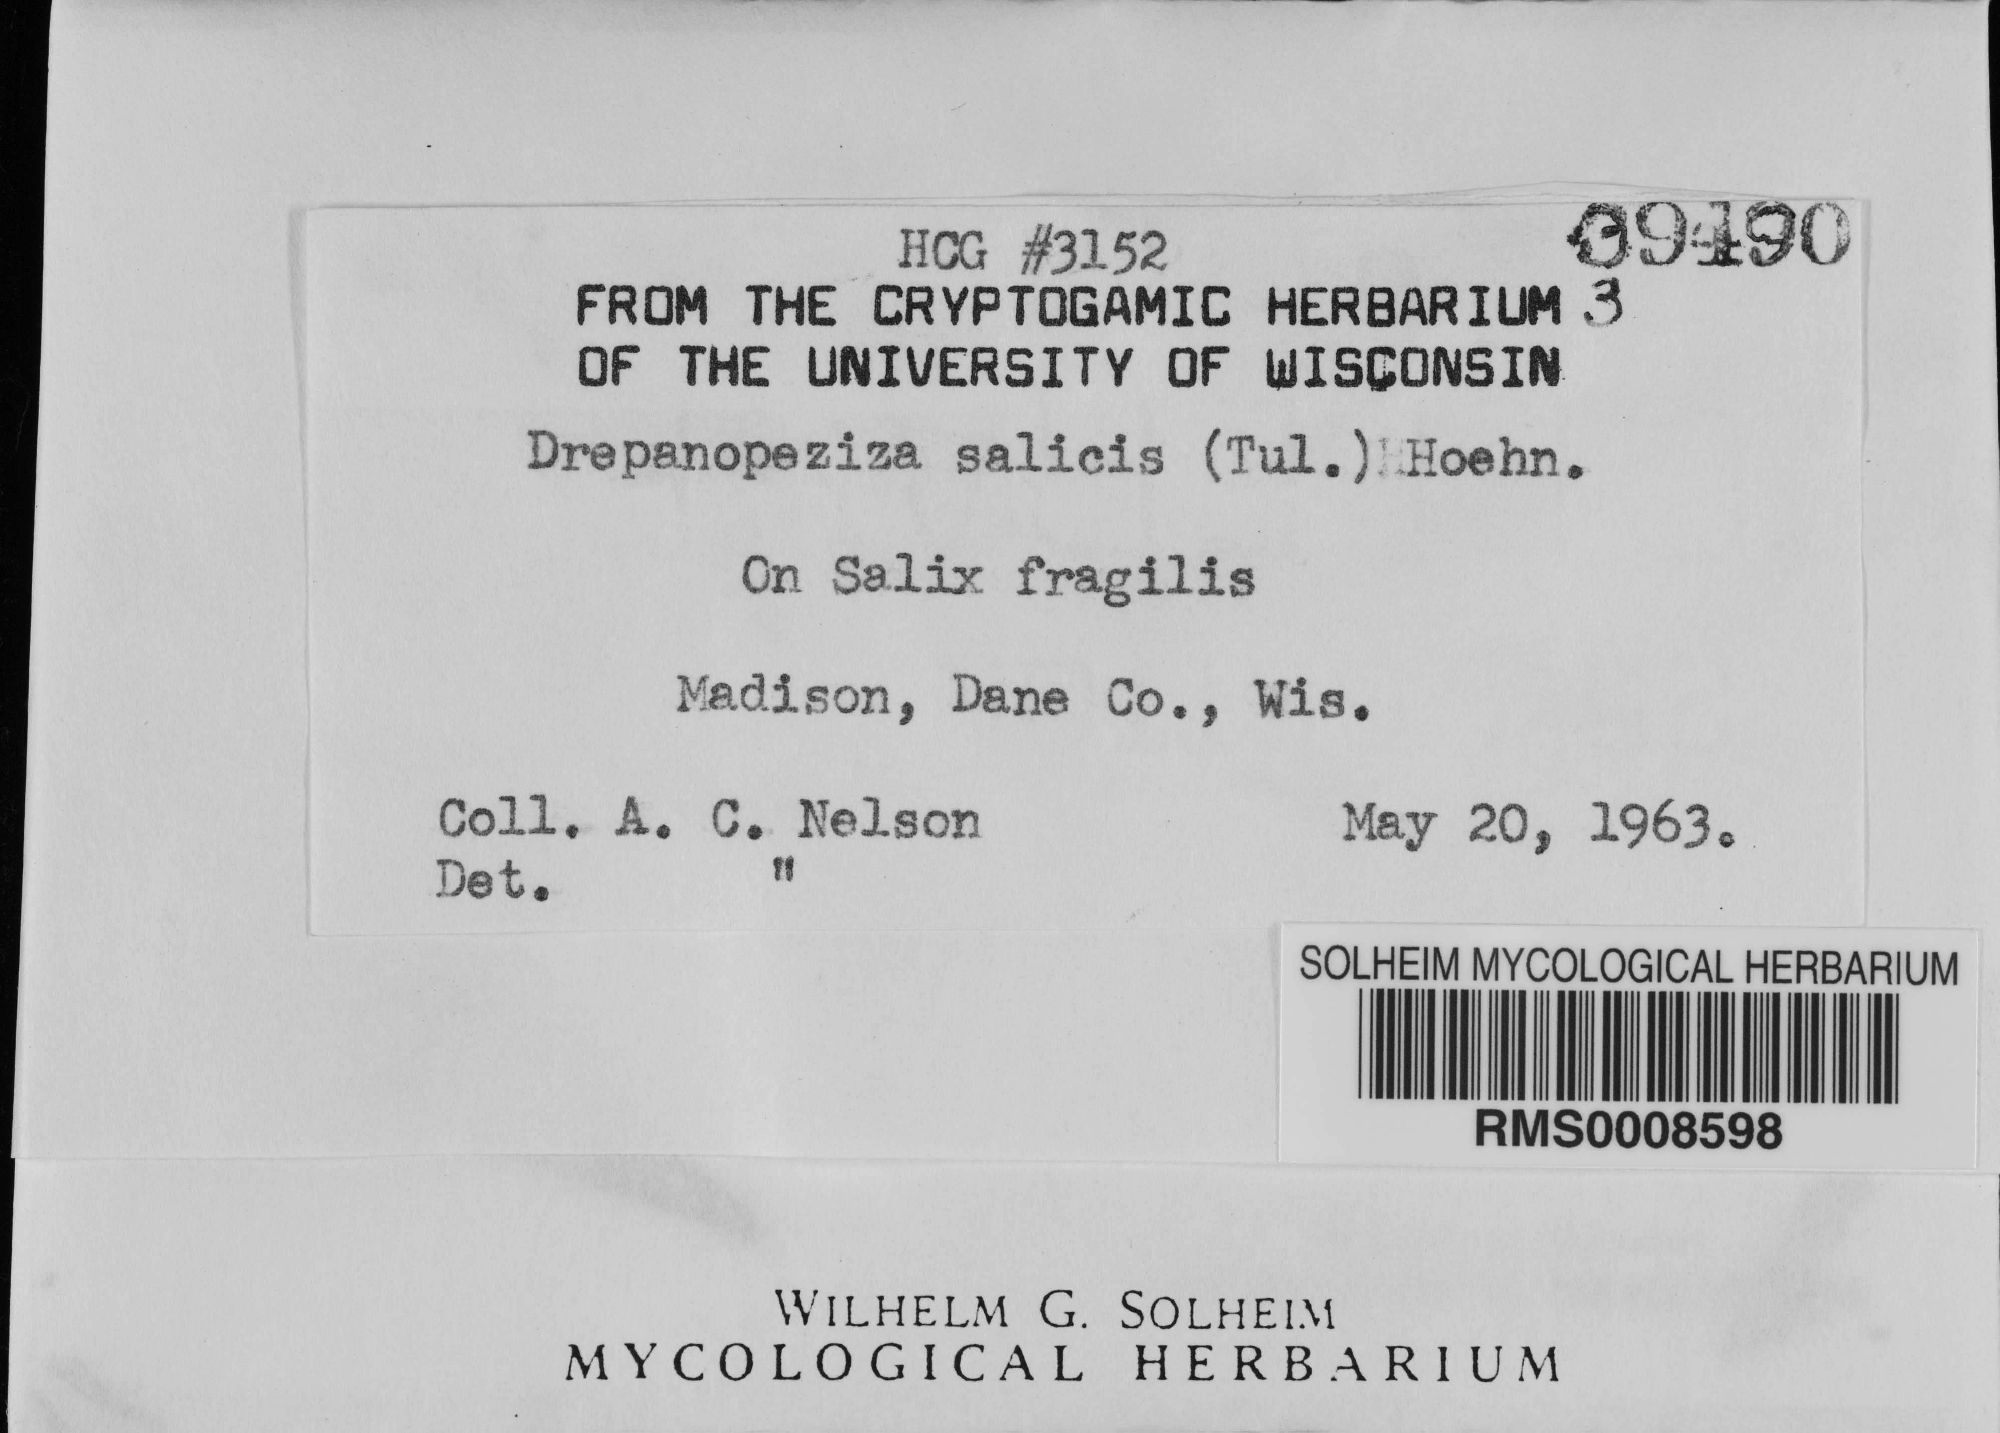 HCG #3152
FROM THE CRYPTOGAMIC HERBARIUM 3
OF THE UNIVERSITY OF WISCONSIN
Drepanopeziza salicis (Tul.) Hoehn.
On Salix fragilis
Madison, Dane Co., Wis.
Coll. A. C. Nelson May 20, 1963.
Det. "
SOLHEIM MYCOLOGICAL HERBARIUM
RMS0008598
WILHELM G. SOLHEIM
MYCOLOGICAL HERBARIUM